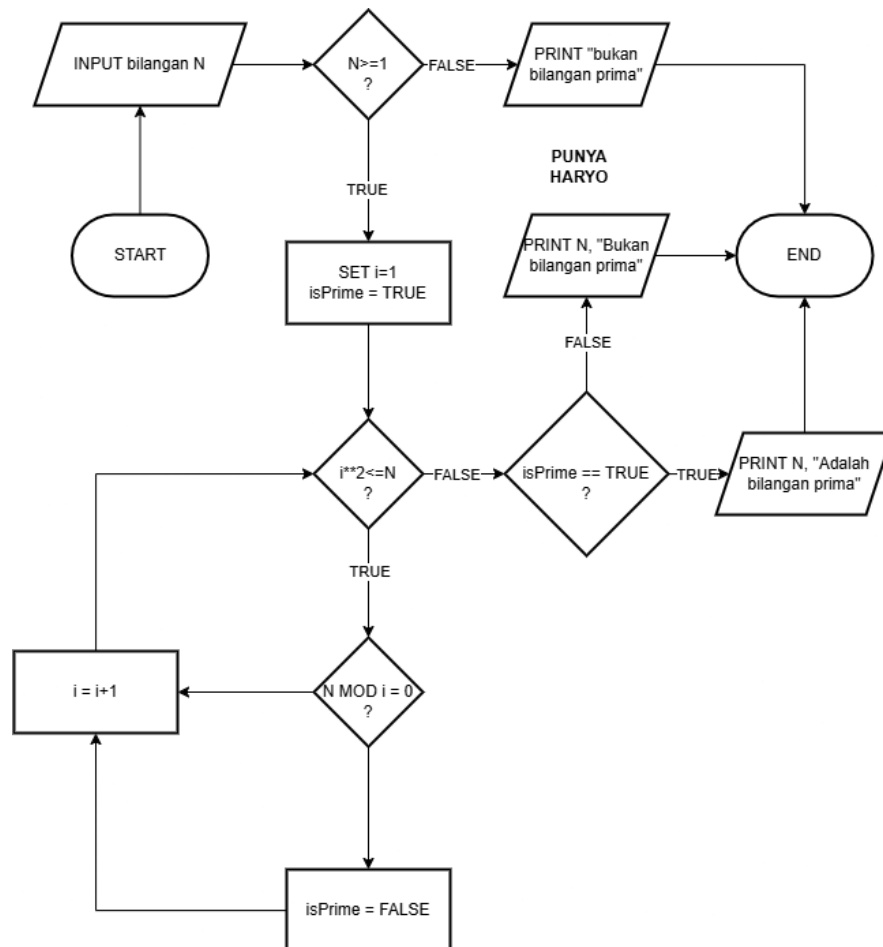 INPUT bilangan N
N>=1
?
FALSE
PRINT "bukan
bilangan prima"
TRUE
PUNYA
HARYO
START
SET i=1
isPrime = TRUE
PRINT N, "Bukan
bilangan prima"
END
FALSE
i**2<=N
?
FALSE
isPrime == TRUE
?
TRUE
PRINT N, "Adalah
bilangan prima"
TRUE
i = i+1
N MOD i = 0
?
isPrime = FALSE